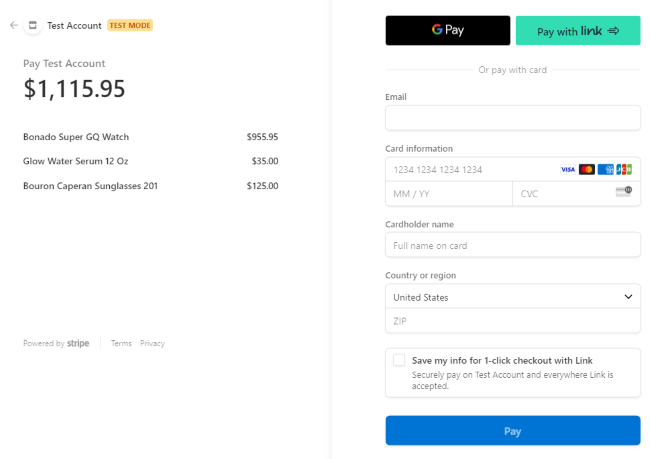 Test Account TEST MODE
Pay Test Account
$1,115.95
Bonado Super GQ Watch $955.95
Glow Water Serum 12 Oz $35.00
Bouron Caperan Sunglasses 201 $125.00
Powered by stripe Terms Privacy
G Pay Pay with link
Or pay with card
Email
Card information
1234 1234 1234 1234 VISA JCB
MM / YY CVC
Cardholder name
Full name on card
Country or region
United States
ZIP
Save my info for 1-click checkout with Link
Securely pay on Test Account and everywhere Link is
accepted.
Pay